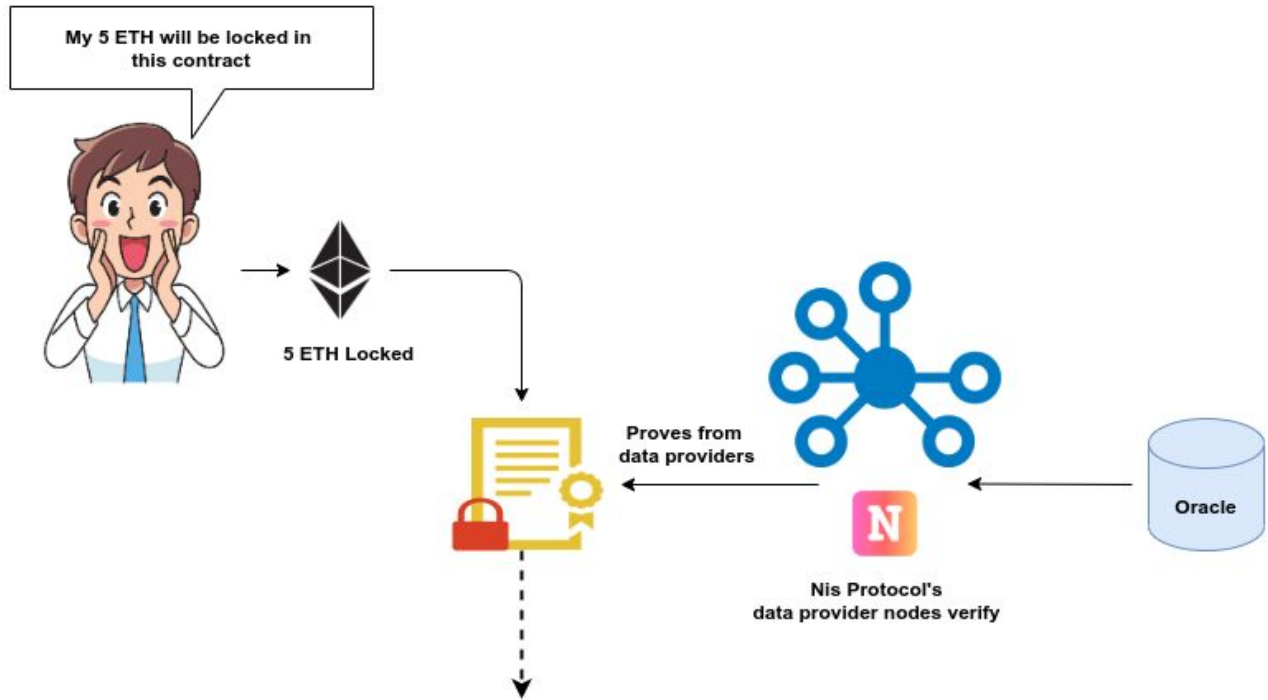 My 5 ETH will be locked in
this contract
5 ETH Locked
Proves from
data providers
N
Oracle
Nis Protocol's
data provider nodes verify